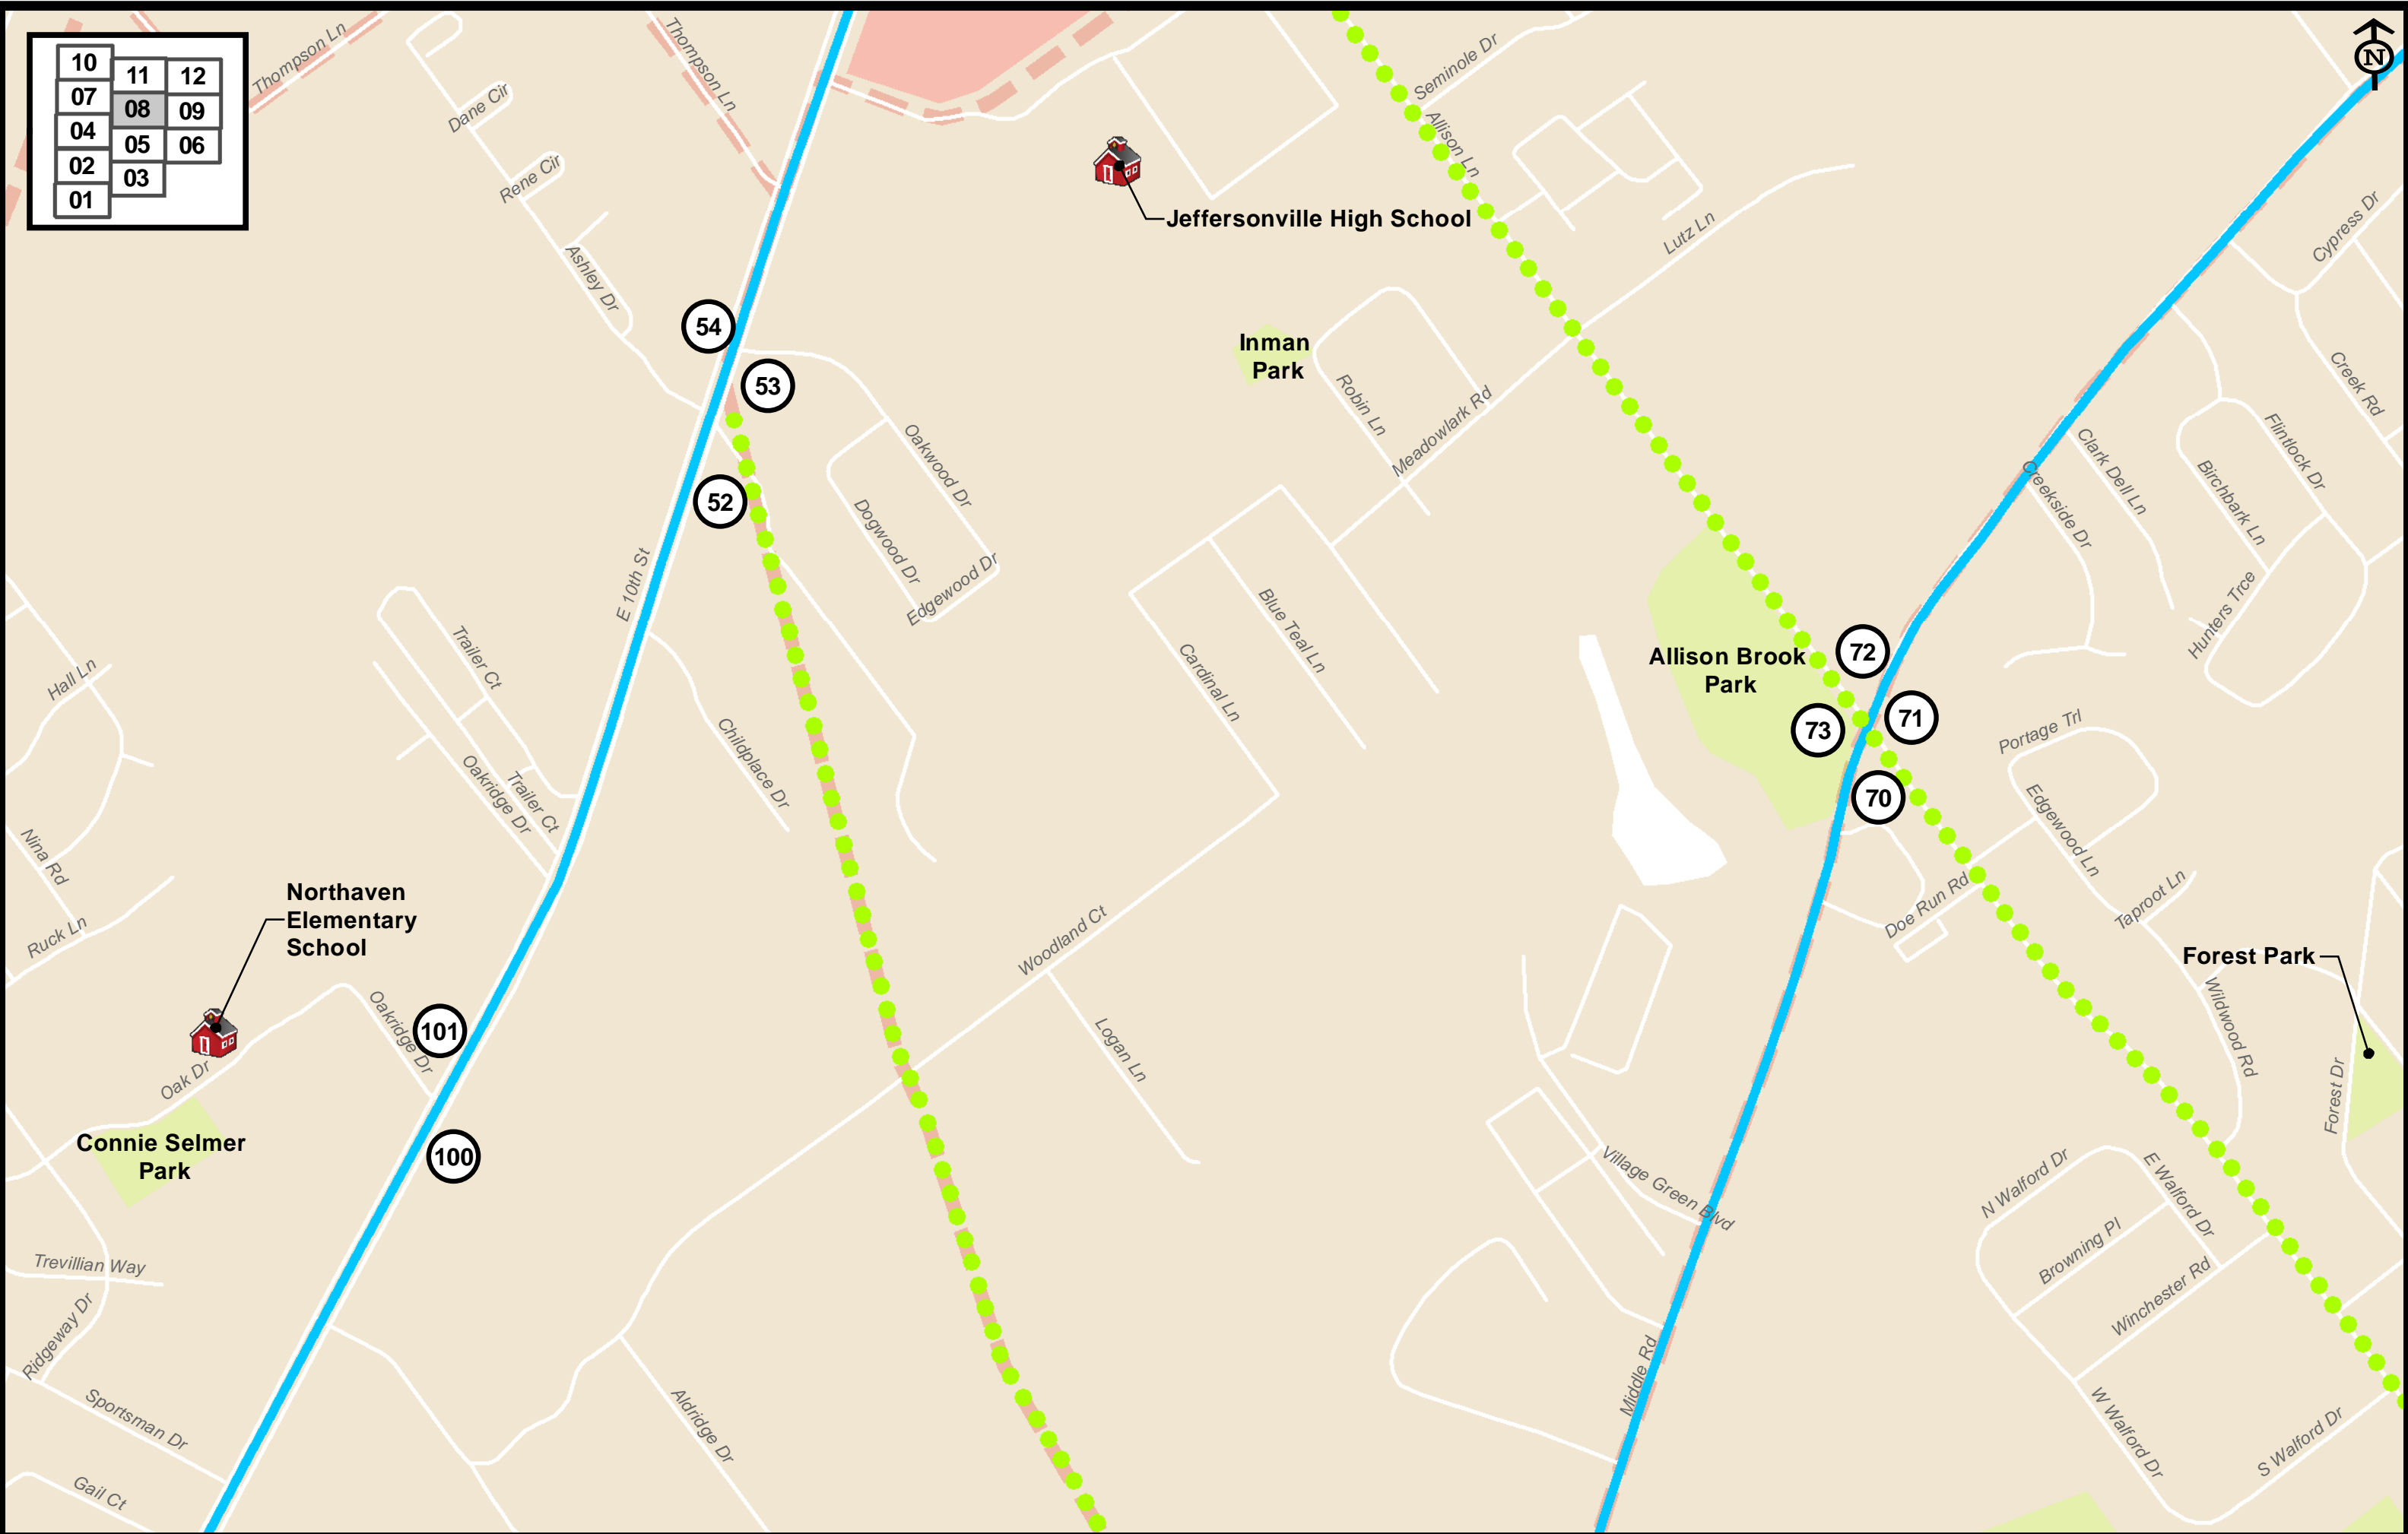 10
11
12
07
08
09
04
05
06
02
03
01
N
Thompson Ln
Thompson Ln
Dane Cir
Rene Cir
Ashley Dr
Seminole Dr
Allison Ln
Jeffersonville High School
Lutz Ln
Cypress Dr
54
53
52
Inman
Park
Robin Ln
Meadowlark Rd
Creek Rd
Oakwood Dr
Dogwood Dr
Edgewood Dr
E 10th St
Creekside Dr
Clark Dell Ln
Flintlock Dr
Birchbark Ln
Hunters Trce
Hall Ln
Trailer Ct
Blue Teal Ln
Cardinal Ln
Allison Brook
Park
72
71
73
70
Portage Trl
Childplace Dr
Oakridge Dr
Trailer Ct
Edgewood Ln
Nina Rd
Ruck Ln
Northaven
Elementary
School
Woodland Ct
Doe Run Rd
Taproot Ln
Forest Park
Wildwood Rd
Oakridge Dr
101
Oak Dr
Logan Ln
Forest Dr
Connie Selmer
Park
100
Village Green Blvd
N Walford Dr
E Walford Dr
Browning Pl
Winchester Rd
Trevillian Way
Ridgeway Dr
Sportsman Dr
Aldridge Dr
Middle Rd
W Walford Dr
S Walford Dr
Gail Ct